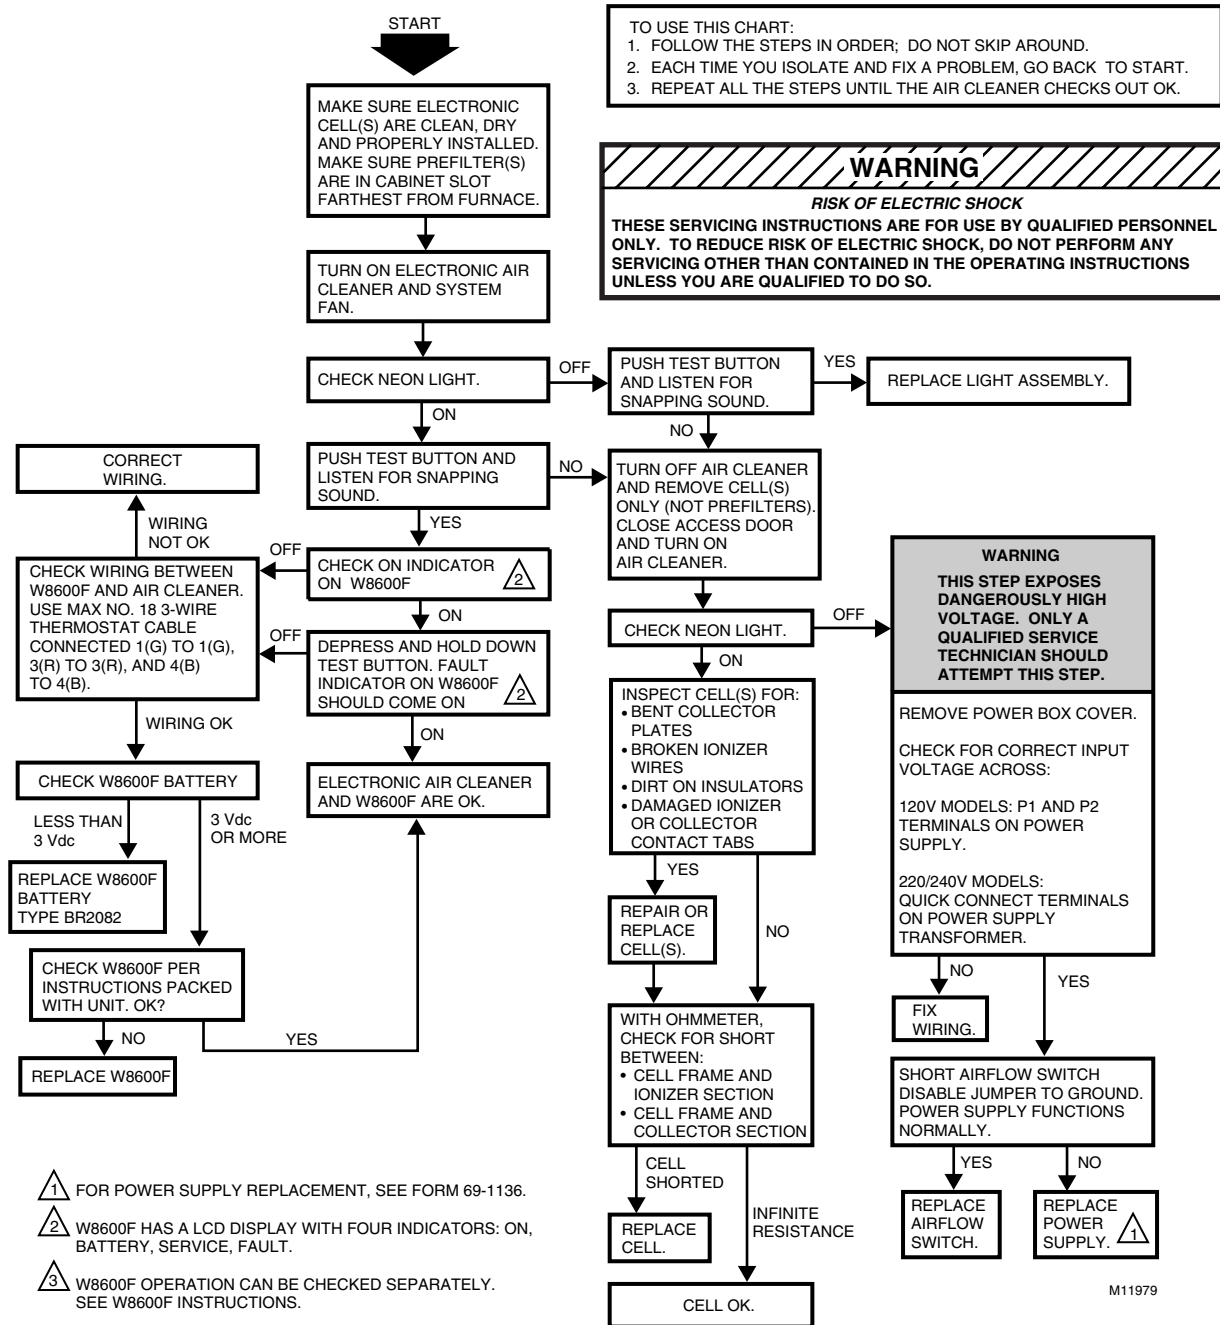 START
TO USE THIS CHART:
1. FOLLOW THE STEPS IN ORDER; DO NOT SKIP AROUND.
2. EACH TIME YOU ISOLATE AND FIX A PROBLEM, GO BACK TO START.
3. REPEAT ALL THE STEPS UNTIL THE AIR CLEANER CHECKS OUT OK.
MAKE SURE ELECTRONIC
CELL(S) ARE CLEAN, DRY
AND PROPERLY INSTALLED.
MAKE SURE PREFILTER(S)
ARE IN CABINET SLOT
FARTHEST FROM FURNACE.
WARNING
RISK OF ELECTRIC SHOCK
THESE SERVICING INSTRUCTIONS ARE FOR USE BY QUALIFIED PERSONNEL
ONLY. TO REDUCE RISK OF ELECTRIC SHOCK, DO NOT PERFORM ANY
SERVICING OTHER THAN CONTAINED IN THE OPERATING INSTRUCTIONS
UNLESS YOU ARE QUALIFIED TO DO SO.
TURN ON ELECTRONIC AIR
CLEANER AND SYSTEM
FAN.
CHECK NEON LIGHT.
OFF
PUSH TEST BUTTON
AND LISTEN FOR
SNAPPING SOUND.
YES
REPLACE LIGHT ASSEMBLY.
ON
NO
PUSH TEST BUTTON AND
LISTEN FOR SNAPPING
SOUND.
NO
TURN OFF AIR CLEANER
AND REMOVE CELL(S)
ONLY (NOT PREFILTERS).
CLOSE ACCESS DOOR
AND TURN ON
AIR CLEANER.
YES
CORRECT
WIRING.
WIRING
NOT OK
CHECK ON INDICATOR
ON W8600F
2
OFF
CHECK WIRING BETWEEN
W8600F AND AIR CLEANER.
USE MAX NO. 18 3-WIRE
THERMOSTAT CABLE
CONNECTED 1(G) TO 1(G),
3(R) TO 3(R), AND 4(B)
TO 4(B).
ON
OFF
DEPRESS AND HOLD DOWN
TEST BUTTON. FAULT
INDICATOR ON W8600F
SHOULD COME ON
2
ON
ELECTRONIC AIR CLEANER
AND W8600F ARE OK.
WIRING OK
CHECK W8600F BATTERY
LESS THAN
3 Vdc
3 Vdc
OR MORE
REPLACE W8600F
BATTERY
TYPE BR2082
CHECK W8600F PER
INSTRUCTIONS PACKED
WITH UNIT. OK?
NO
YES
REPLACE W8600F
CHECK NEON LIGHT.
OFF
ON
INSPECT CELL(S) FOR:
• BENT COLLECTOR
PLATES
• BROKEN IONIZER
WIRES
• DIRT ON INSULATORS
• DAMAGED IONIZER
OR COLLECTOR
CONTACT TABS
YES
NO
REPAIR OR
REPLACE
CELL(S).
WITH OHMMETER,
CHECK FOR SHORT
BETWEEN:
• CELL FRAME AND
IONIZER SECTION
• CELL FRAME AND
COLLECTOR SECTION
CELL
SHORTED
INFINITE
RESISTANCE
REPLACE
CELL.
CELL OK.
WARNING
THIS STEP EXPOSES
DANGEROUSLY HIGH
VOLTAGE. ONLY A
QUALIFIED SERVICE
TECHNICIAN SHOULD
ATTEMPT THIS STEP.
REMOVE POWER BOX COVER.
CHECK FOR CORRECT INPUT
VOLTAGE ACROSS:
120V MODELS: P1 AND P2
TERMINALS ON POWER
SUPPLY.
220/240V MODELS:
QUICK CONNECT TERMINALS
ON POWER SUPPLY
TRANSFORMER.
NO
YES
FIX
WIRING.
SHORT AIRFLOW SWITCH
DISABLE JUMPER TO GROUND.
POWER SUPPLY FUNCTIONS
NORMALLY.
YES
NO
REPLACE
AIRFLOW
SWITCH.
REPLACE
POWER
SUPPLY.
1
1 FOR POWER SUPPLY REPLACEMENT, SEE FORM 69-1136.
2 W8600F HAS A LCD DISPLAY WITH FOUR INDICATORS: ON,
BATTERY, SERVICE, FAULT.
3 W8600F OPERATION CAN BE CHECKED SEPARATELY.
SEE W8600F INSTRUCTIONS.
M11979